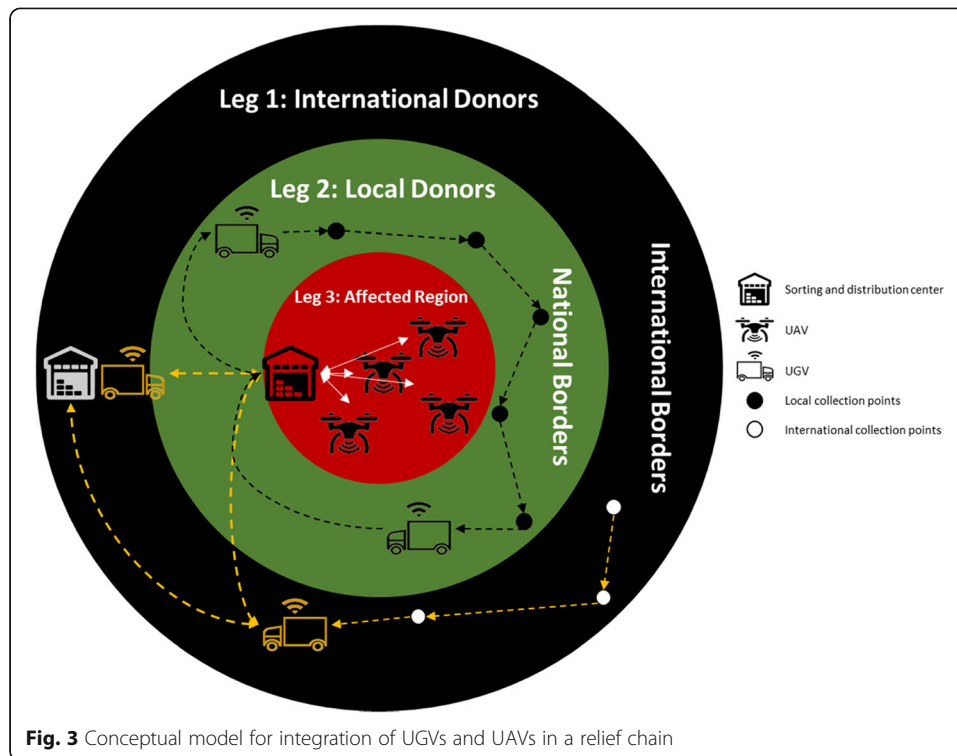 Leg 1: International Donors
Leg 2: Local Donors
Leg 3: Affected Region
National Borders
International Borders
Sorting and distribution center
UAV
UGV
Local collection points
International collection points
Fig. 3 Conceptual model for integration of UGVs and UAVs in a relief chain